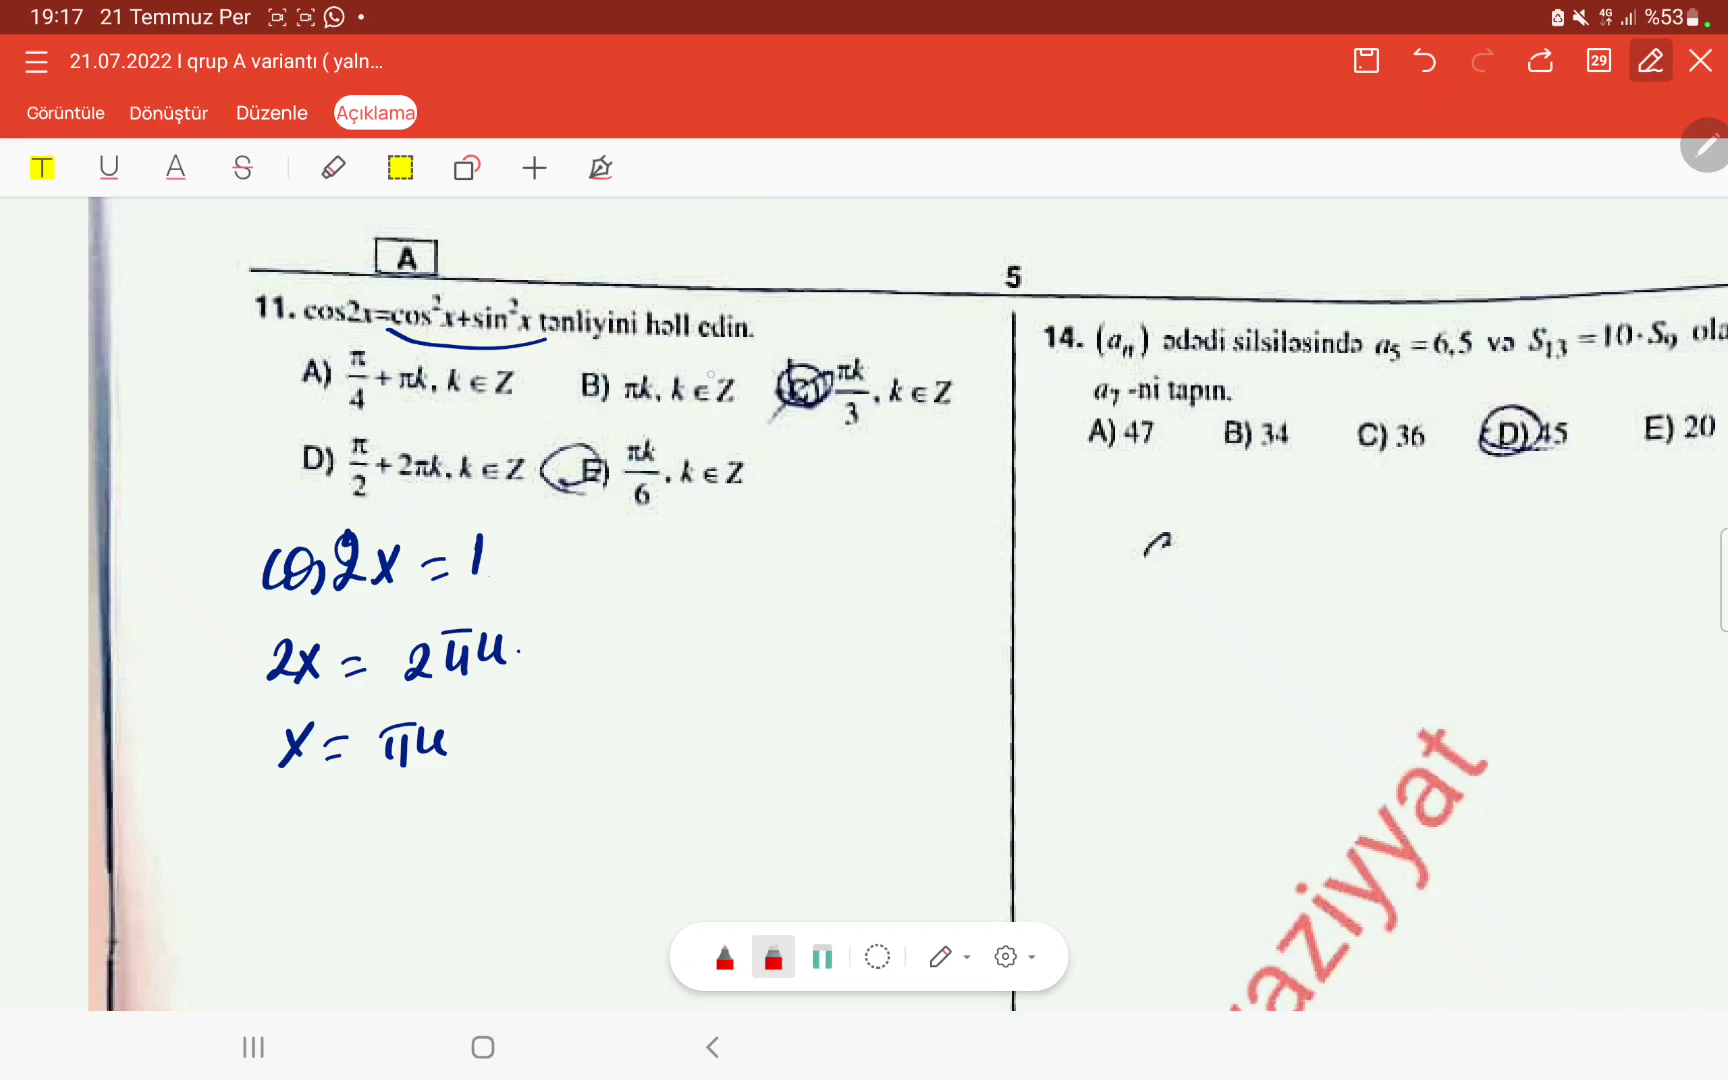 19:17 21 Temmuz Per
4G %53
21.07.2022 I qrup A variantı ( yaln...
29
Görüntüle Dönüştür Düzenle Açıklama
T U A S
A
5
11. cos2x=cos²x+sin²x tənliyini həll edin.
A) π/4 + πk, k ∈ Z B) πk, k ∈ Z C) πk/3, k ∈ Z
D) π/2 + 2πk, k ∈ Z E) πk/6, k ∈ Z
cos2x = 1
2x = 2πk
x = πk
14. (aₙ) ədədi silsiləsində a₅ = 6,5 və S₁₃ = 10·S₉ ola
a₇ -ni tapın.
A) 47 B) 34 C) 36 D) 45 E) 20
aziyyat